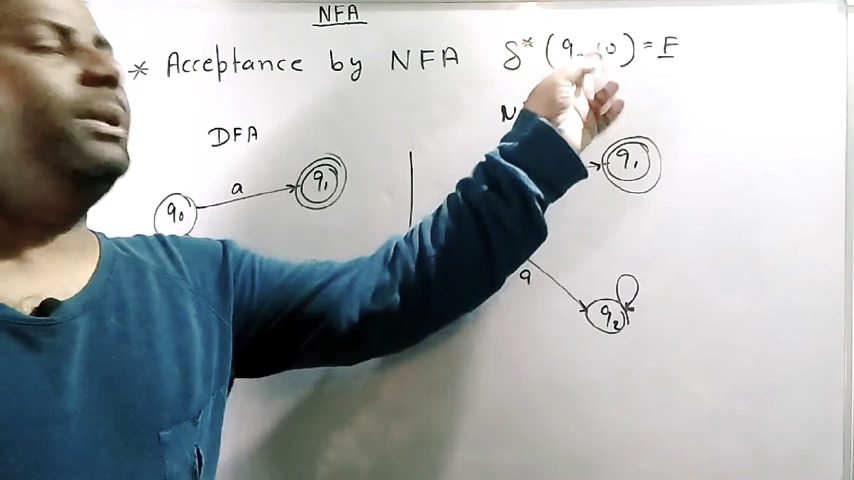 NFA
* Acceptance by NFA δ* (q ω) = F
DFA N
q₀ a q₁ q₁
a q₂